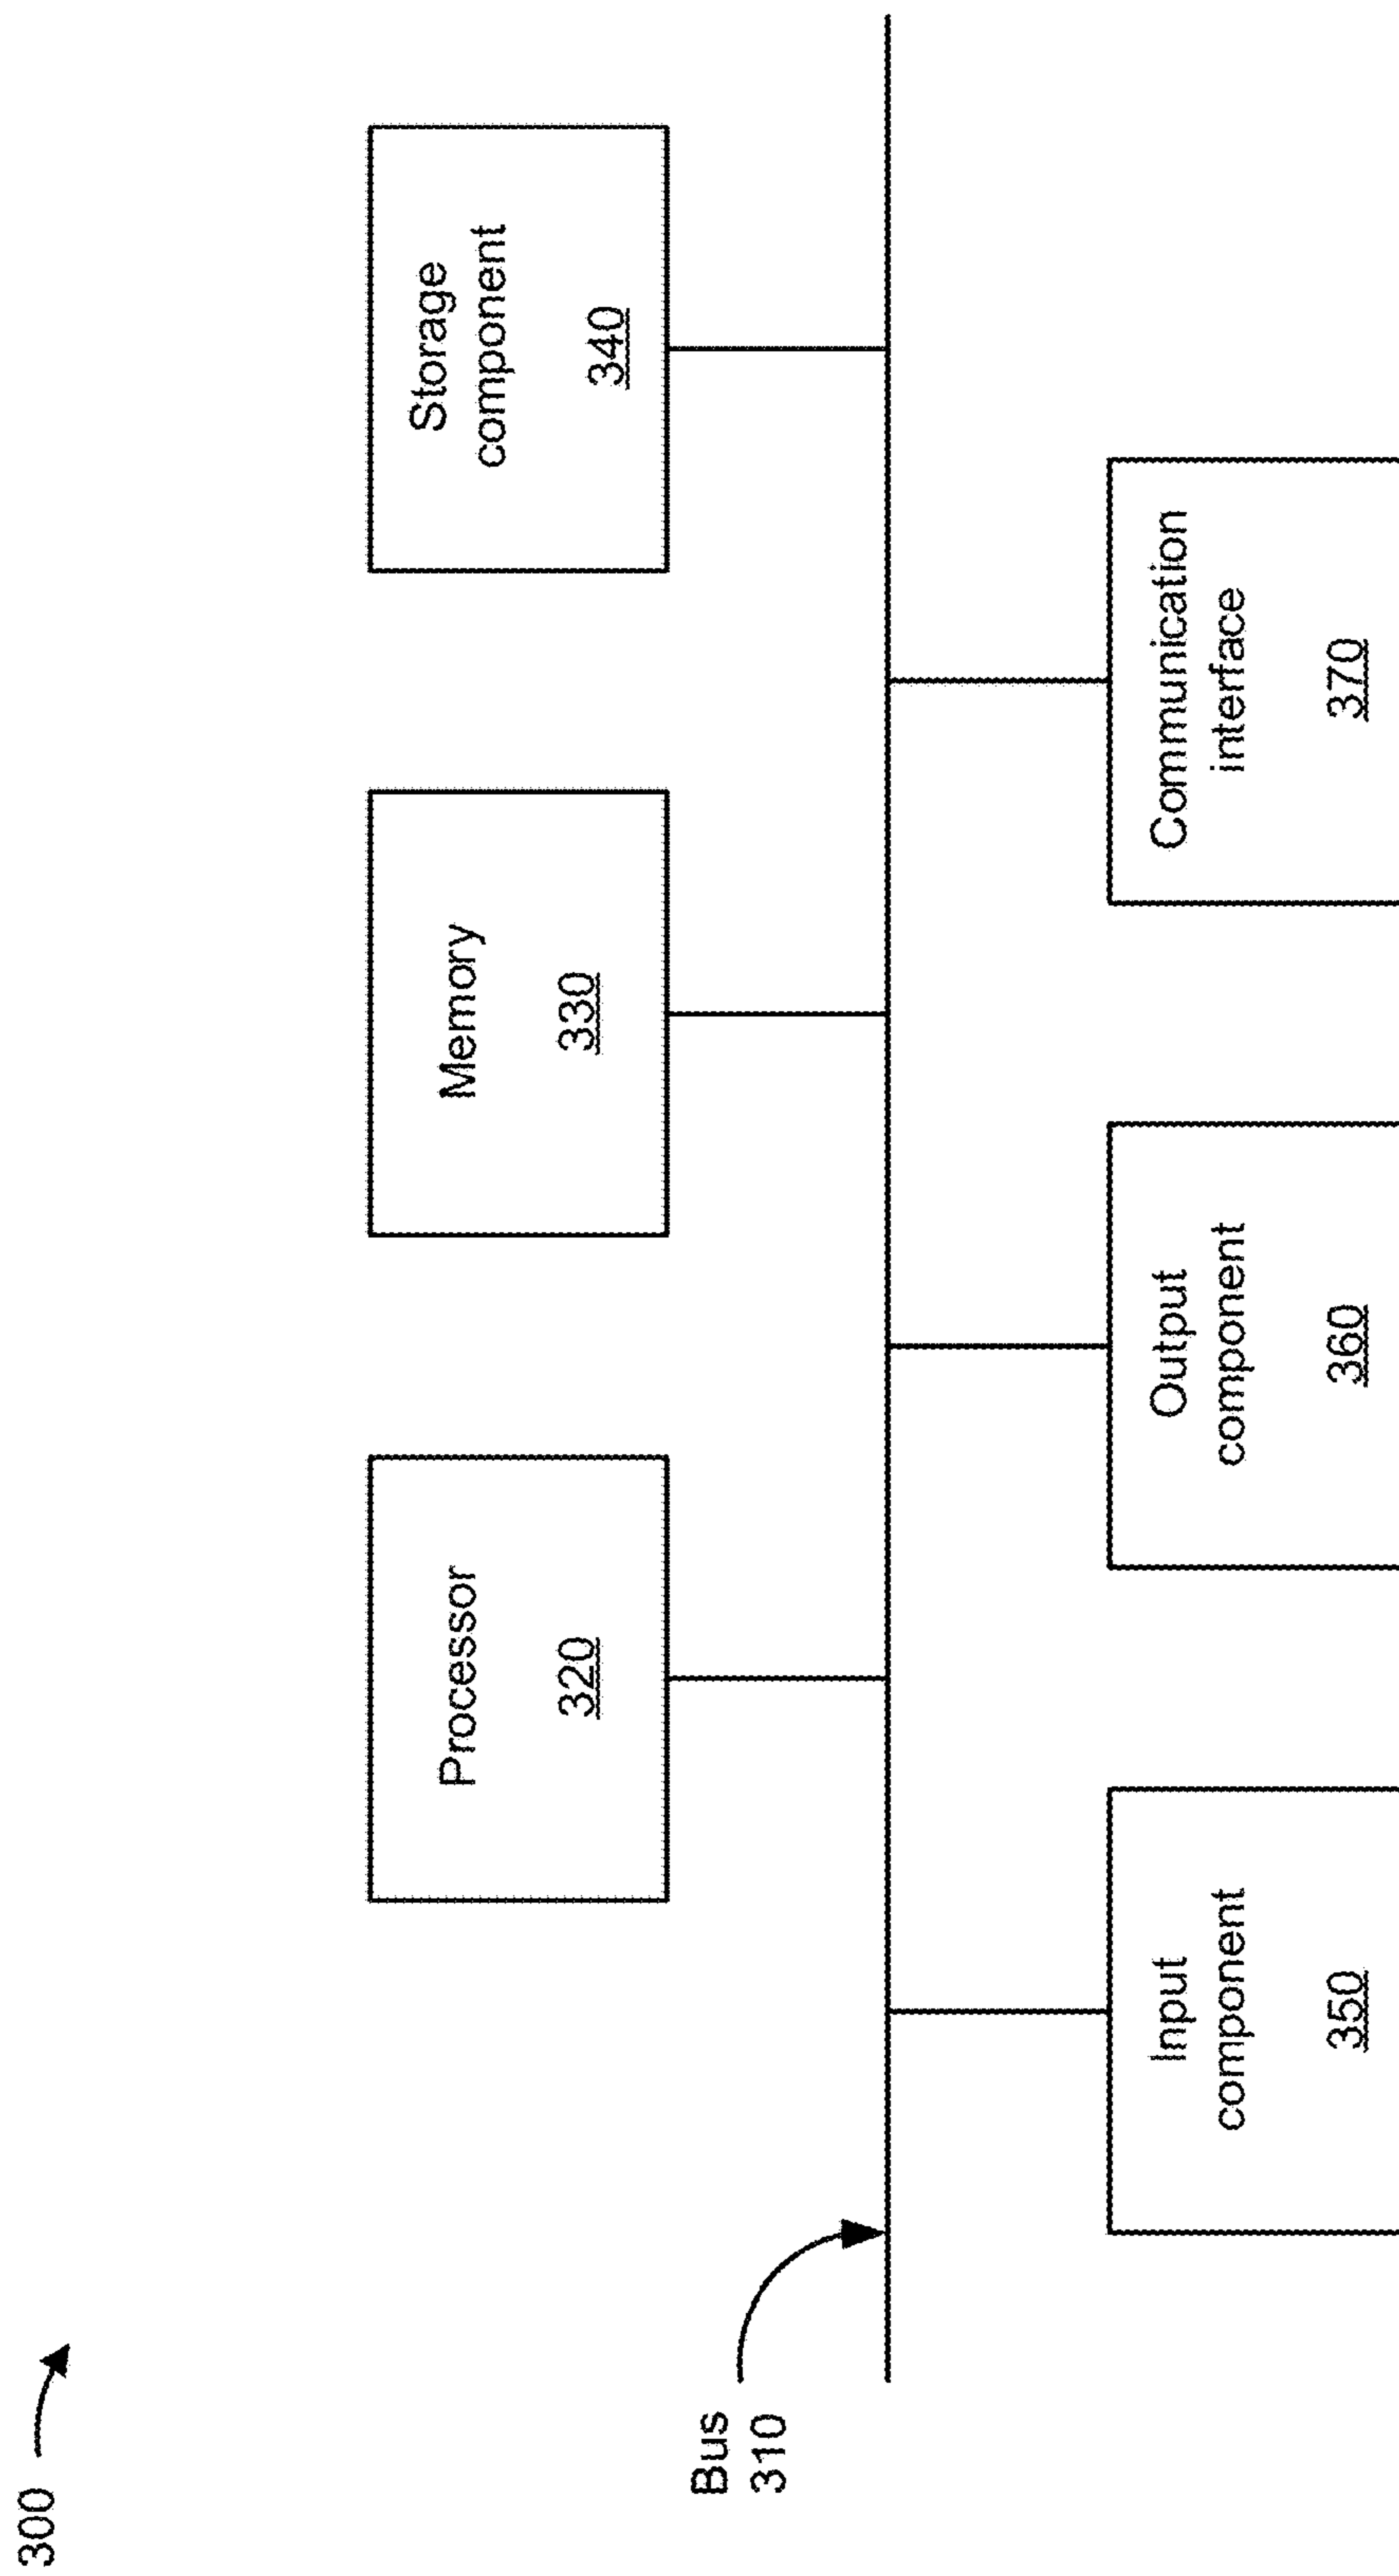 300
Processor
320
Memory
330
Storage
component
340
Bus
310
Input
component
350
Output
component
360
Communication
interface
370